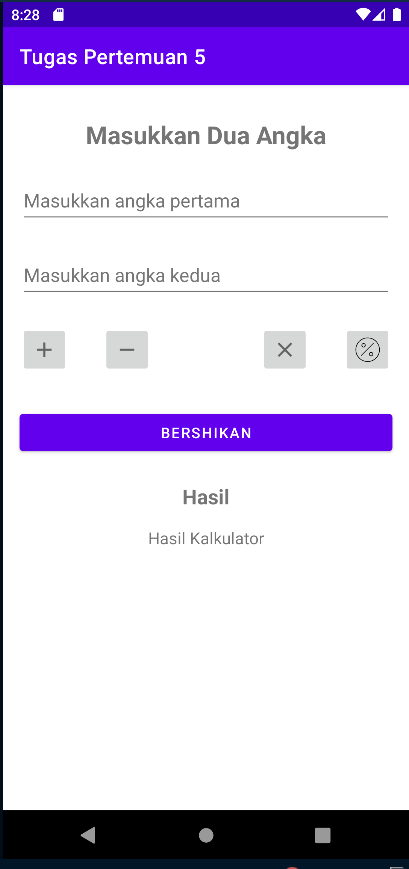 8:28
Tugas Pertemuan 5
Masukkan Dua Angka
Masukkan angka pertama
Masukkan angka kedua
+ − × %
BERSHIKAN
Hasil
Hasil Kalkulator